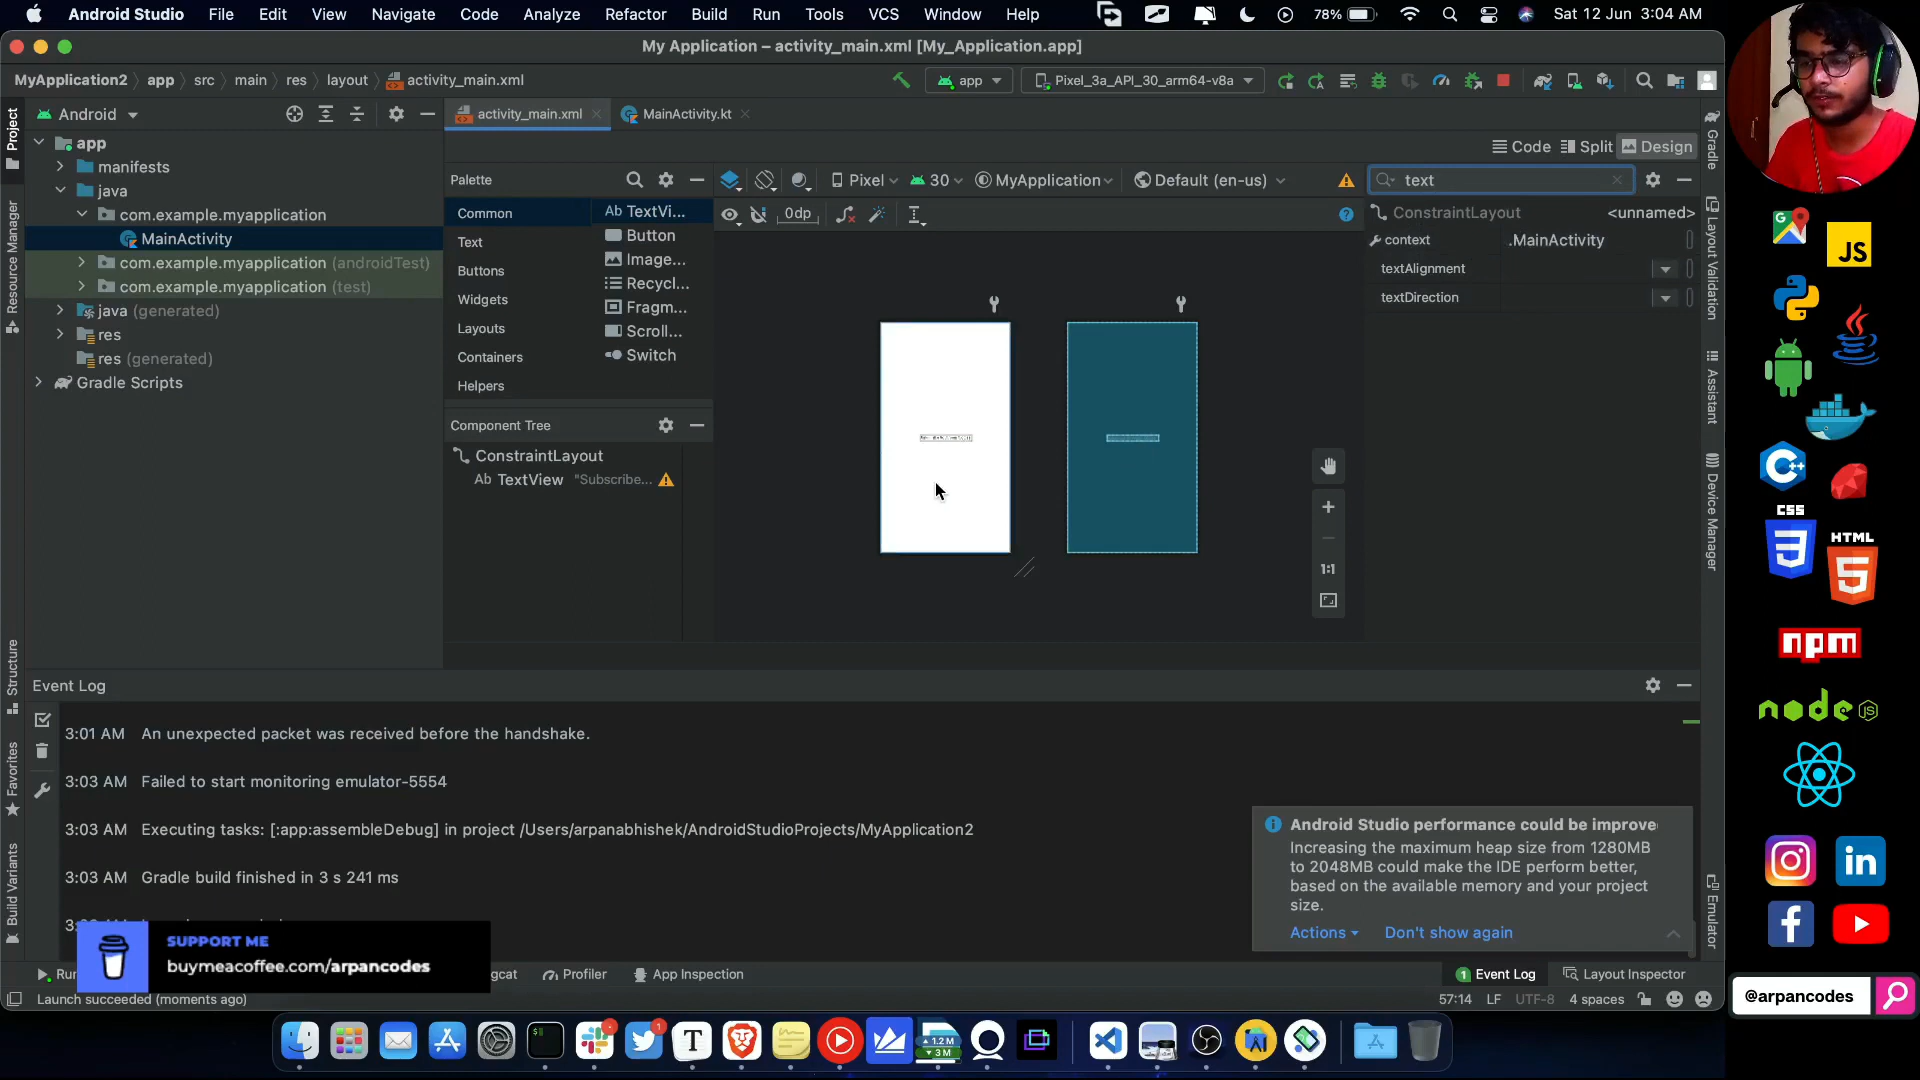 Android Studio File Edit View Navigate Code Analyze Refactor Build Run Tools VCS Window Help 78% Sat 12 Jun 3:04 AM
My Application – activity_main.xml [My_Application.app]
MyApplication2 app src main res layout activity_main.xml app Pixel_3a_API_30_arm64-v8a
Project
Resource Manager
Structure
Favorites
Build Variants
Android
app
manifests
java
com.example.myapplication
MainActivity
com.example.myapplication (androidTest)
com.example.myapplication (test)
java (generated)
res
res (generated)
Gradle Scripts
activity_main.xml MainActivity.kt
Code Split Design
Palette
Common
Text
Buttons
Widgets
Layouts
Containers
Helpers
Ab TextVi...
Button
Image...
Recycl...
Fragm...
Scroll...
Switch
Component Tree
ConstraintLayout
Ab TextView "Subscribe...
Pixel 30 MyApplication Default (en-us)
0dp
1:1
text
ConstraintLayout <unnamed>
context .MainActivity
textAlignment
textDirection
Gradle
Layout Validation
Assistant
Device Manager
Emulator
Event Log
3:01 AM An unexpected packet was received before the handshake.
3:03 AM Failed to start monitoring emulator-5554
3:03 AM Executing tasks: [:app:assembleDebug] in project /Users/arpanabhishek/AndroidStudioProjects/MyApplication2
3:03 AM Gradle build finished in 3 s 241 ms
Android Studio performance could be improve
Increasing the maximum heap size from 1280MB
to 2048MB could make the IDE perform better,
based on the available memory and your project
size.
Actions Don't show again
SUPPORT ME
buymeacoffee.com/arpancodes
Profiler App Inspection 1 Event Log Layout Inspector
Launch succeeded (moments ago) 57:14 LF UTF-8 4 spaces
1
T
1.2 M
3 M
JS
C++
CSS
3
HTML
5
npm
node
JS
in
@arpancodes